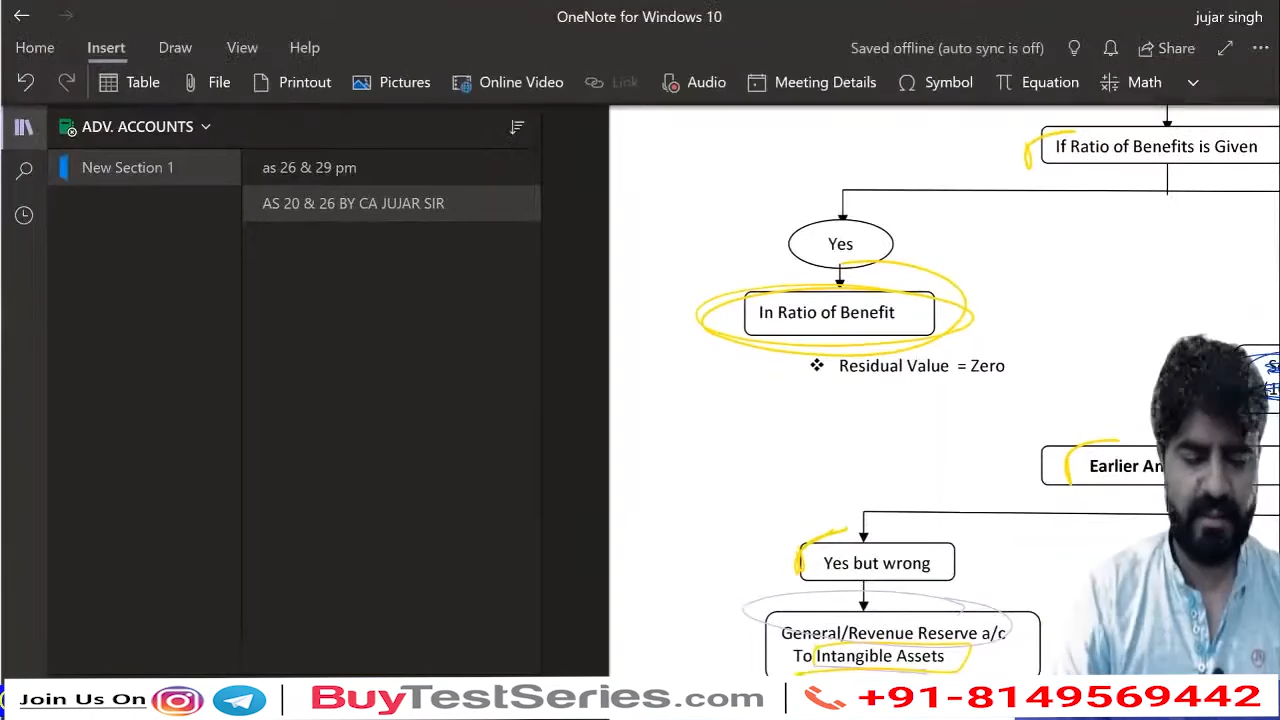 OneNote for Windows 10
jujar singh
Home Insert Draw View Help
Saved offline (auto sync is off) Share
Table File Printout Pictures Online Video Link Audio Meeting Details Symbol Equation Math
ADV. ACCOUNTS
New Section 1
as 26 & 29 pm
AS 20 & 26 BY CA JUJAR SIR
If Ratio of Benefits is Given
Yes
In Ratio of Benefit
❖ Residual Value = Zero
Earlier
Yes but wrong
General/Revenue Reserve a/c
To Intangible Assets
Join Us On
BuyTestSeries.com
+91-8149569442